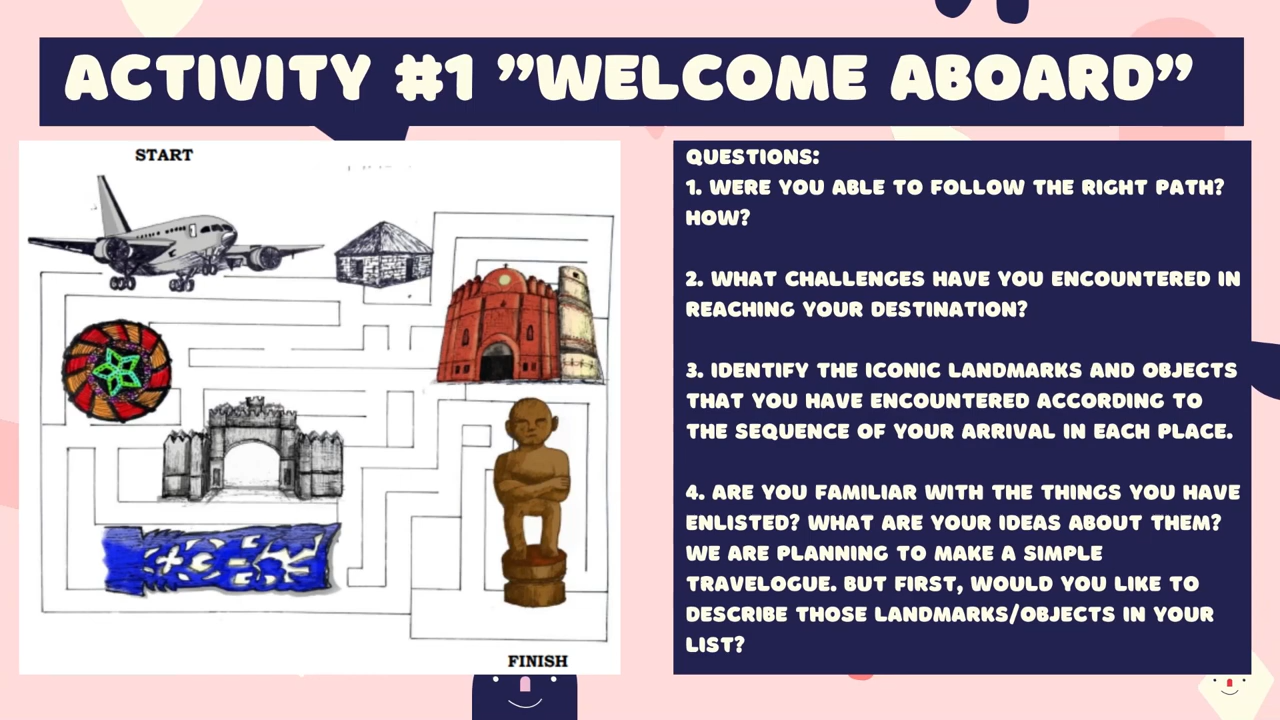 ACTIVITY #1 ”WELCOME ABOARD”
START
FINISH
QUESTIONS:
1. WERE YOU ABLE TO FOLLOW THE RIGHT PATH?
HOW?
2. WHAT CHALLENGES HAVE YOU ENCOUNTERED IN
REACHING YOUR DESTINATION?
3. IDENTIFY THE ICONIC LANDMARKS AND OBJECTS
THAT YOU HAVE ENCOUNTERED ACCORDING TO
THE SEQUENCE OF YOUR ARRIVAL IN EACH PLACE.
4. ARE YOU FAMILIAR WITH THE THINGS YOU HAVE
ENLISTED? WHAT ARE YOUR IDEAS ABOUT THEM?
WE ARE PLANNING TO MAKE A SIMPLE
TRAVELOGUE. BUT FIRST, WOULD YOU LIKE TO
DESCRIBE THOSE LANDMARKS/OBJECTS IN YOUR
LIST?